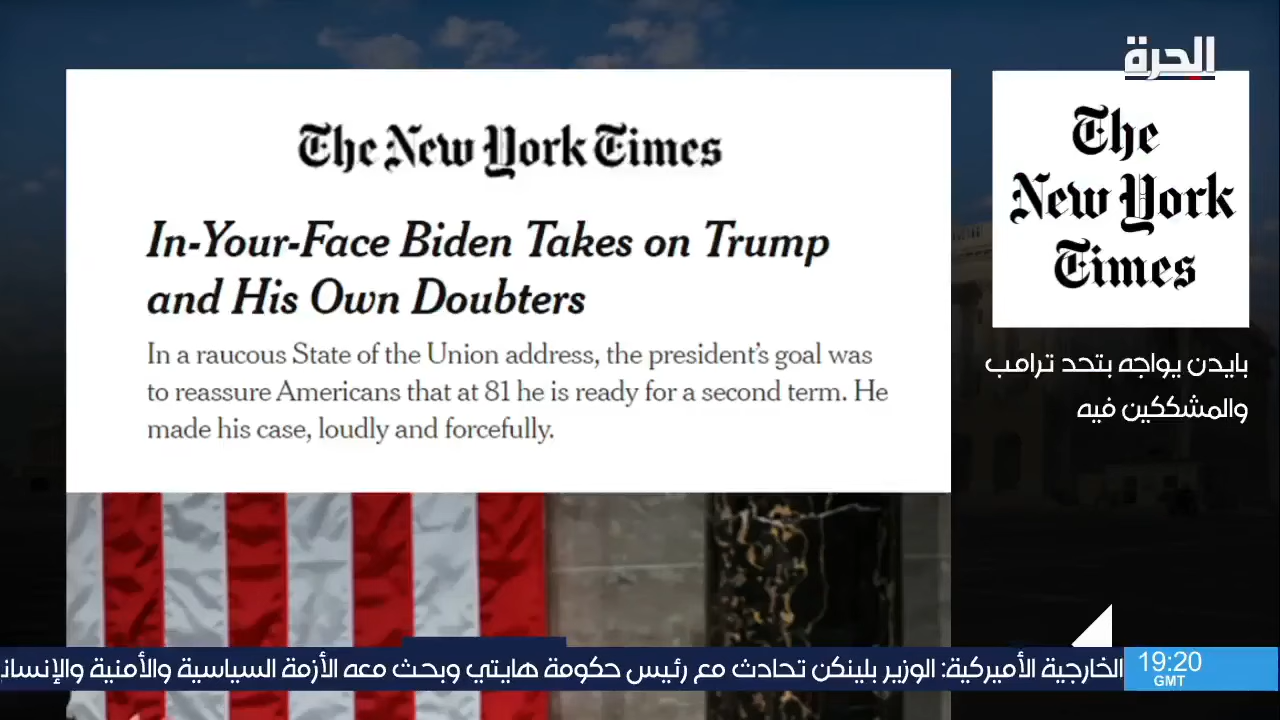 الحرة
The New York Times
In-Your-Face Biden Takes on Trump
and His Own Doubters
In a raucous State of the Union address, the president's goal was
to reassure Americans that at 81 he is ready for a second term. He
made his case, loudly and forcefully.
The
New York
Times
بايدن يواجه بتحد ترامب
والمشككين فيه
الخارجية الأميركية: الوزير بلينكن تحادث مع رئيس حكومة هايتي وبحث معه الأزمة السياسية والأمنية
19:20
GMT